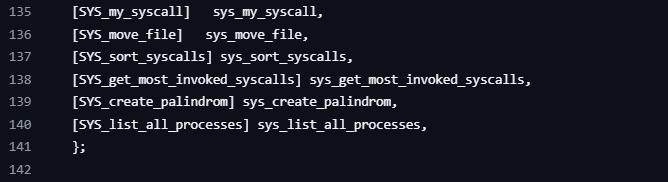 135 [SYS_my_syscall] sys_my_syscall,
136 [SYS_move_file] sys_move_file,
137 [SYS_sort_syscalls] sys_sort_syscalls,
138 [SYS_get_most_invoked_syscalls] sys_get_most_invoked_syscalls,
139 [SYS_create_palindrom] sys_create_palindrom,
140 [SYS_list_all_processes] sys_list_all_processes,
141 };
142